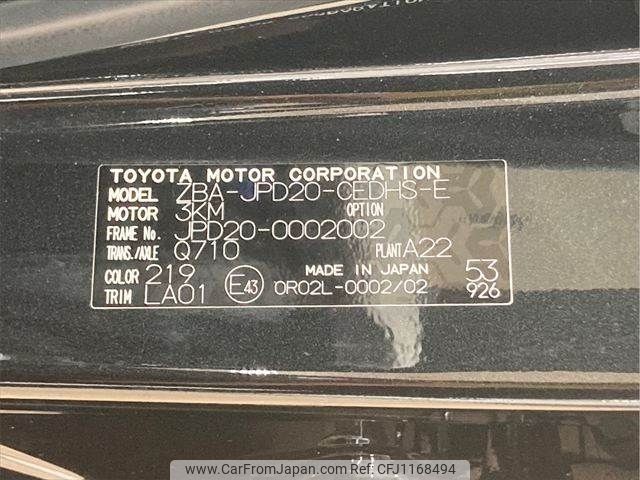 TOYOTA MOTOR CORPORATION
MODEL ZBA-JPD20-CEDHS-E
MOTOR 3KM OPTION
FRAME No. JPD20-0002002
TRANS./AXLE Q710 PLANT A22
COLOR 219 MADE IN JAPAN 53
TRIM LA01 E43 0R02L-0002/02 926
www.CarFromJapan.com | Ref:CFJ1168494